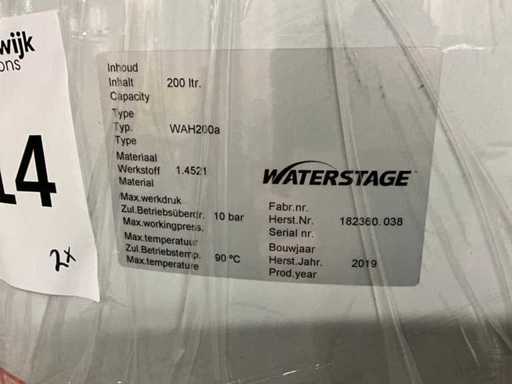 wijk
ons
14
2x
Inhoud
Inhalt 200 ltr.
Capacity
Type
Typ. WAH200a
Type
Materiaal
Werkstoff 1.4521
Material
Max.werkdruk
Zul.Betriebsüberdr. 10 bar
Max.workingpress.
Max.temperatuur
Zul.Betriebstemp. 90 ºC
Max.temperature
WATERSTAGE
Fabr.nr.
Herst.Nr. 182360.038
Serial nr.
Bouwjaar
Herst.Jahr. 2019
Prod.year